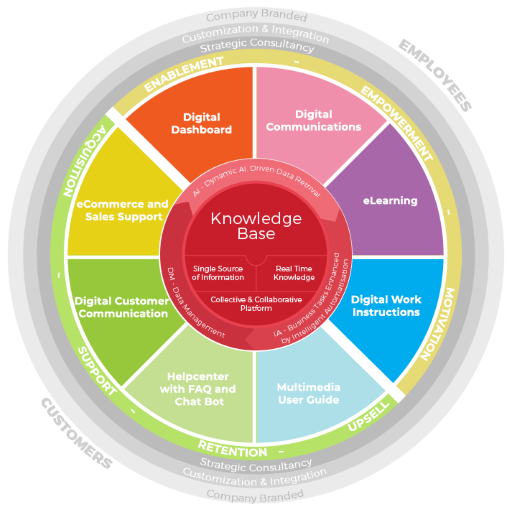 Company Branded
Customization & Integration
Strategic Consultancy
EMPLOYEES
ENABLEMENT
–
EMPOWERMENT
–
MOTIVATION
Digital
Dashboard
Digital
Communications
eLearning
Digital Work
Instructions
Multimedia
User Guide
Helpcenter
with FAQ and
Chat Bot
Digital Customer
Communication
eCommerce and
Sales Support
AI - Dynamic AI. Driven Data Retrival
IA - Business Tasks Enhanced
by Intelligent Automatisation
DM - Data Management
Knowledge
Base
Single Source
of Information
Real Time
Knowledge
Collective & Collaborative
Platform
ACQUISITION
–
SUPPORT
–
RETENTION
–
UPSELL
CUSTOMERS
Strategic Consultancy
Customization & Integration
Company Branded